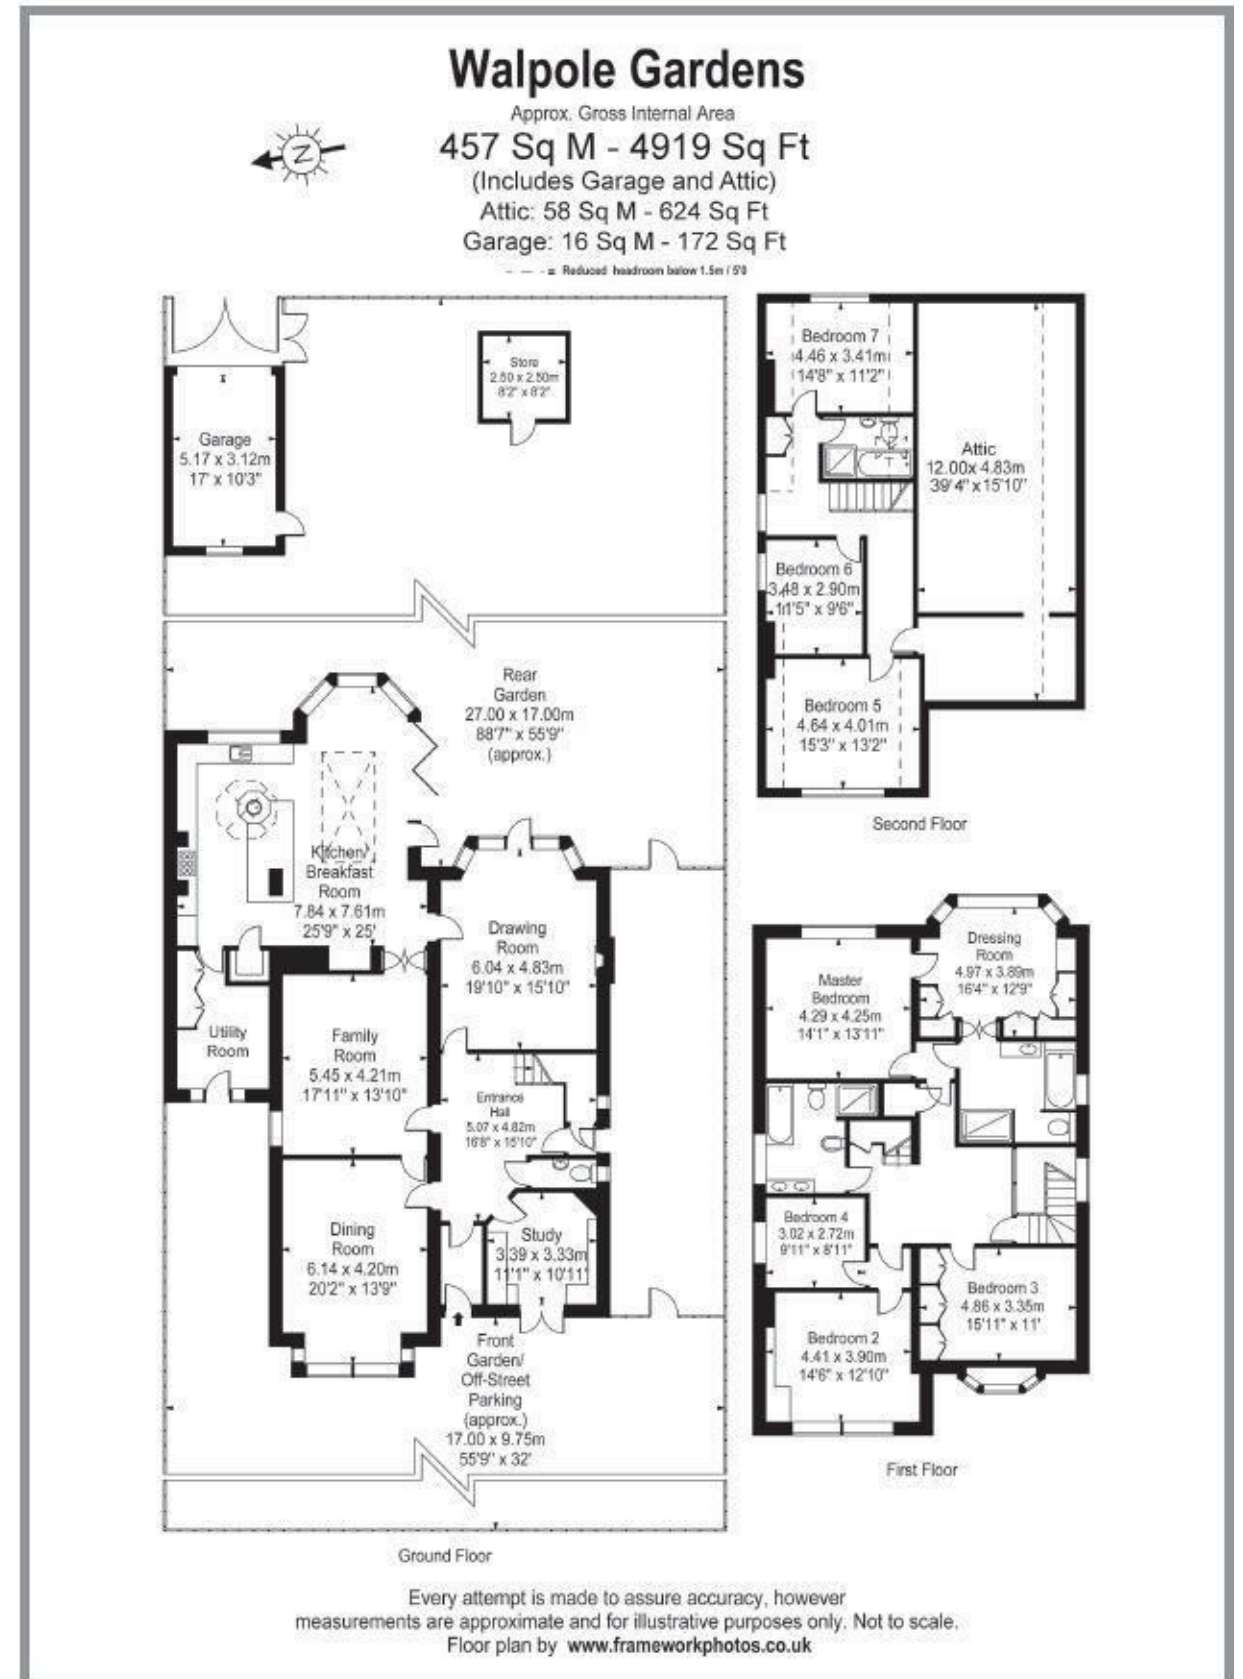 Walpole Gardens
Approx. Gross Internal Area
457 Sq M - 4919 Sq Ft
(Includes Garage and Attic)
Attic: 58 Sq M - 624 Sq Ft
Garage: 16 Sq M - 172 Sq Ft
= Reduced headroom below 1.5m / 5'0
N
Store
2.50 x 2.50m
8'2" x 8'2"
Garage
5.17 x 3.12m
17' x 10'3"
Rear
Garden
27.00 x 17.00m
88'7" x 55'9"
(approx.)
Kitchen/
Breakfast
Room
7.84 x 7.61m
25'9" x 25'
Drawing
Room
6.04 x 4.83m
19'10" x 15'10"
Utility
Room
Family
Room
5.45 x 4.21m
17'11" x 13'10"
Entrance
Hall
5.07 x 4.82m
16'8" x 15'10"
Dining
Room
6.14 x 4.20m
20'2" x 13'9"
Study
3.39 x 3.33m
11'1" x 10'11'
Front
Garden/
Off-Street
Parking
(approx.)
17.00 x 9.75m
55'9" x 32'
Ground Floor
Bedroom 7
4.46 x 3.41m
14'8" x 11'2"
Attic
12.00x 4.83m
39'4" x 15'10"
Bedroom 6
3.48 x 2.90m
11'5" x 9'6"
Bedroom 5
4.64 x 4.01m
15'3" x 13'2"
Second Floor
Dressing
Room
4.97 x 3.89m
16'4" x 12'9"
Master
Bedroom
4.29 x 4.25m
14'1" x 13'11"
Bedroom 4
3.02 x 2.72m
9'11" x 8'11"
Bedroom 3
4.86 x 3.35m
15'11" x 11'
Bedroom 2
4.41 x 3.90m
14'6" x 12'10"
First Floor
Every attempt is made to assure accuracy, however
measurements are approximate and for illustrative purposes only. Not to scale.
Floor plan by www.frameworkphotos.co.uk